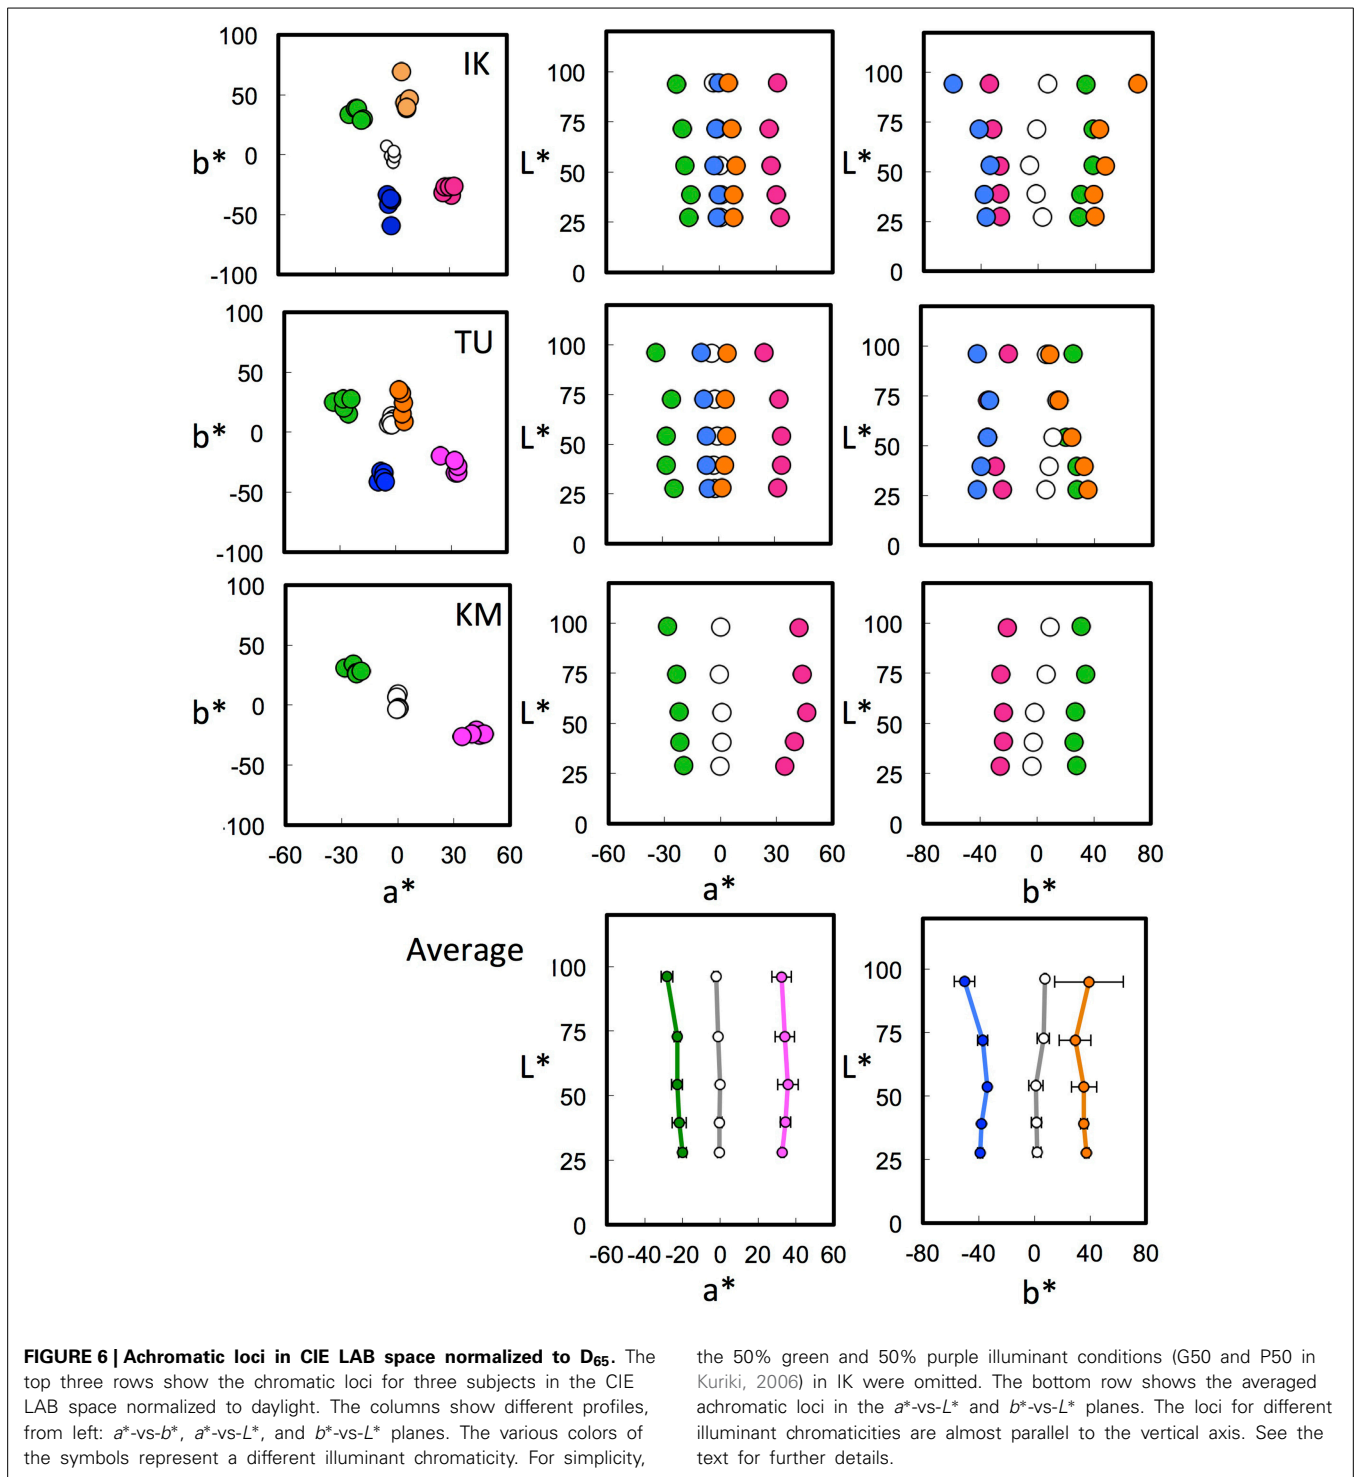 100
50
b* 0
-50
-100
IK
100
75
L*
50
25
0
100
75
L*
50
25
0
100
50
b* 0
-50
-100
TU
100
75
L*
50
25
0
100
75
L*
50
25
0
100
50
b* 0
-50
-100
KM
-60 -30 0 30 60
a*
100
75
L*
50
25
0
-60 -30 0 30 60
a*
100
75
L*
50
25
0
-80 -40 0 40 80
b*
Average
100
75
L*
50
25
0
-60 -40 -20 0 20 40 60
a*
100
75
L*
50
25
0
-80 -40 0 40 80
b*
FIGURE 6 | Achromatic loci in CIE LAB space normalized to D65. The
top three rows show the chromatic loci for three subjects in the CIE
LAB space normalized to daylight. The columns show different profiles,
from left: a*-vs-b*, a*-vs-L*, and b*-vs-L* planes. The various colors of
the symbols represent a different illuminant chromaticity. For simplicity,
the 50% green and 50% purple illuminant conditions (G50 and P50 in
Kuriki, 2006) in IK were omitted. The bottom row shows the averaged
achromatic loci in the a*-vs-L* and b*-vs-L* planes. The loci for different
illuminant chromaticities are almost parallel to the vertical axis. See the
text for further details.